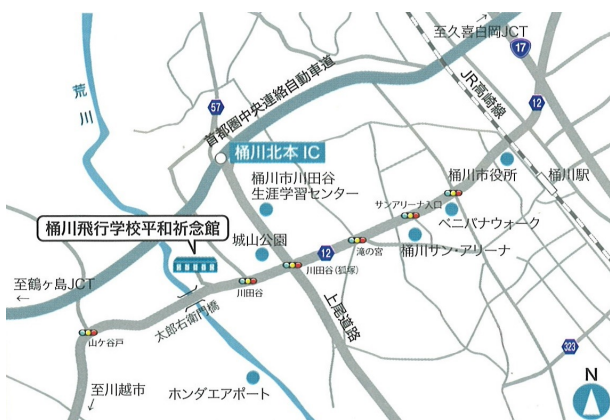 至久喜白岡JCT
17
荒川
57
首都圏中央連絡自動車道
JR高崎線
12
桶川北本 IC
桶川市役所
桶川駅
桶川市川田谷
生涯学習センター
サンアリーナ入口
ベニバナウォーク
桶川飛行学校平和祈念館
城山公園
12
滝の宮
桶川サン・アリーナ
川田谷(狐塚)
至鶴ヶ島JCT
←
川田谷
太郎右衛門橋
上尾道路
山ケ谷戸
323
至川越市
ホンダエアポート
N